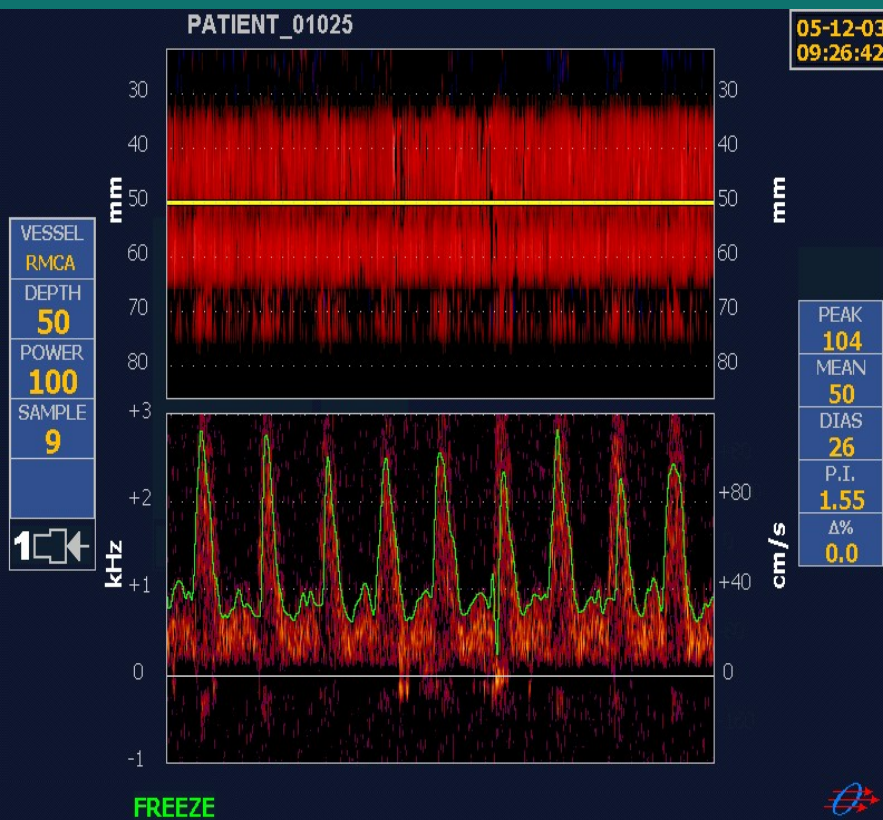 PATIENT_01025
05-12-03
09:26:42
30
40
50
60
70
80
mm
30
40
50
60
70
80
mm
VESSEL
RMCA
DEPTH
50
POWER
100
SAMPLE
9
1
PEAK
104
MEAN
50
DIAS
26
P.I.
1.55
Δ%
0.0
+3
+2
+1
0
-1
kHz
+80
+40
0
cm/s
FREEZE